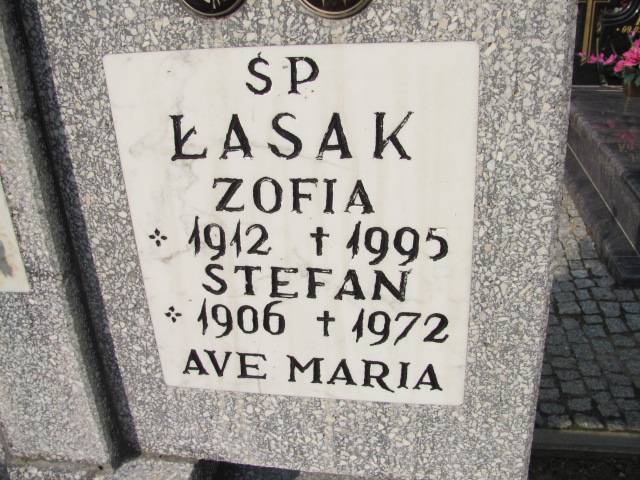 ŚP
ŁASAK
ZOFIA
1912 †1995
STEFAN
1906 †1972
AVE MARIA